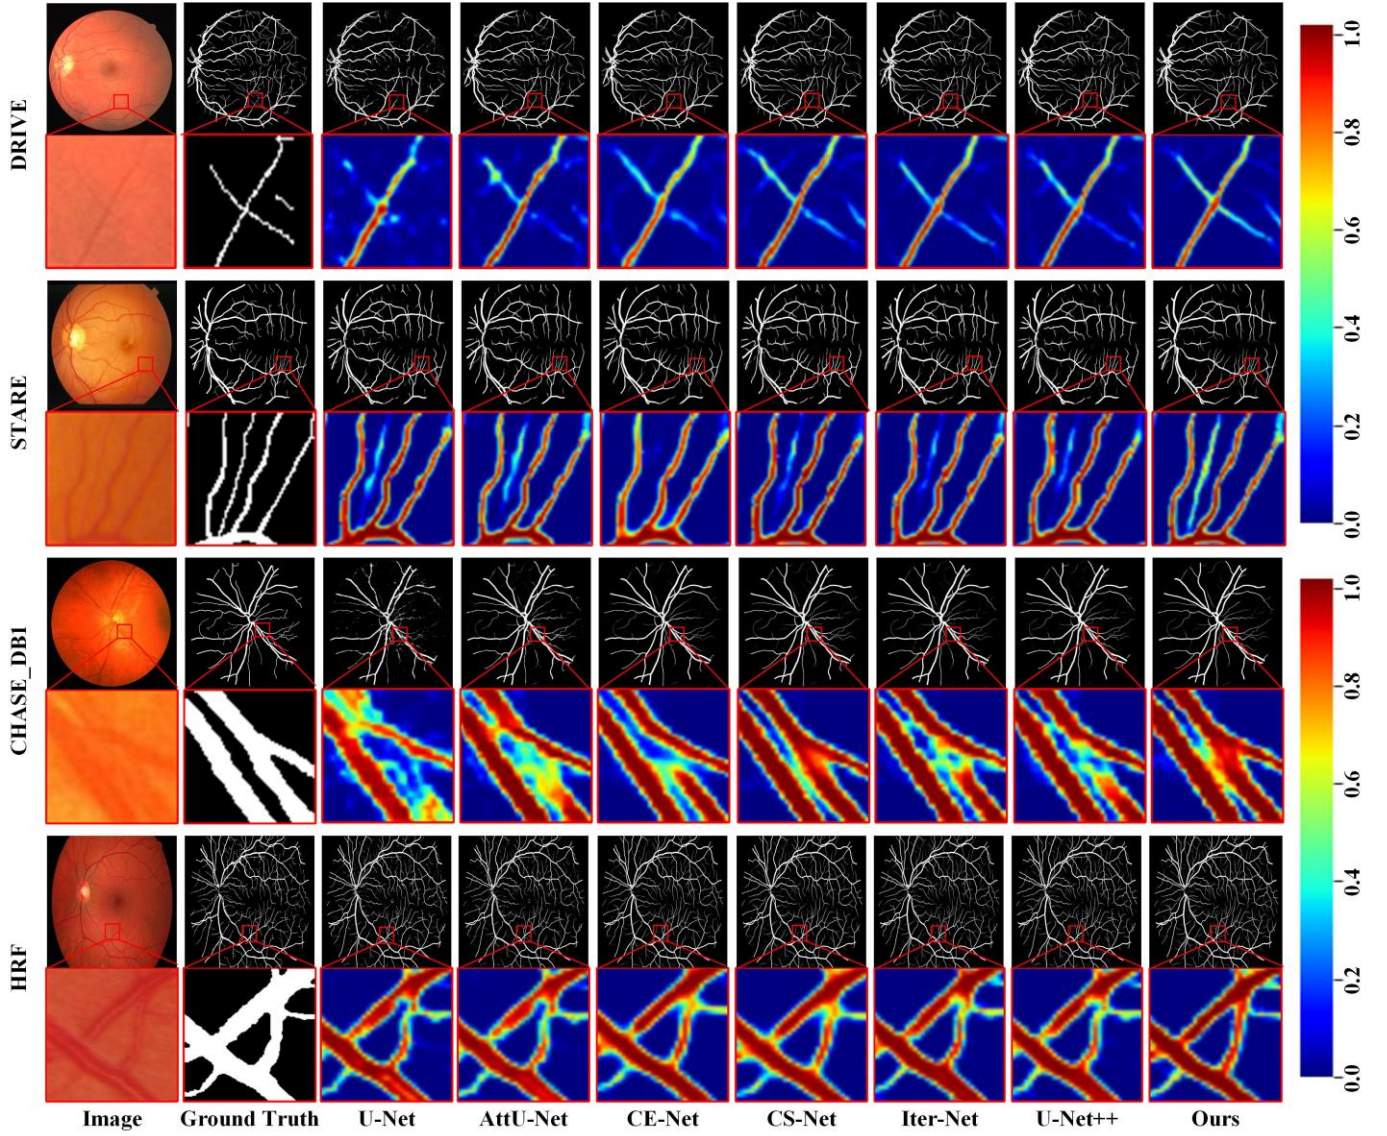 DRIVE
1.0
0.8
0.6
0.4
0.2
0.0
STARE
CHASE_DB1
1.0
0.8
0.6
0.4
0.2
0.0
HRF
Image Ground Truth U-Net AttU-Net CE-Net CS-Net Iter-Net U-Net++ Ours